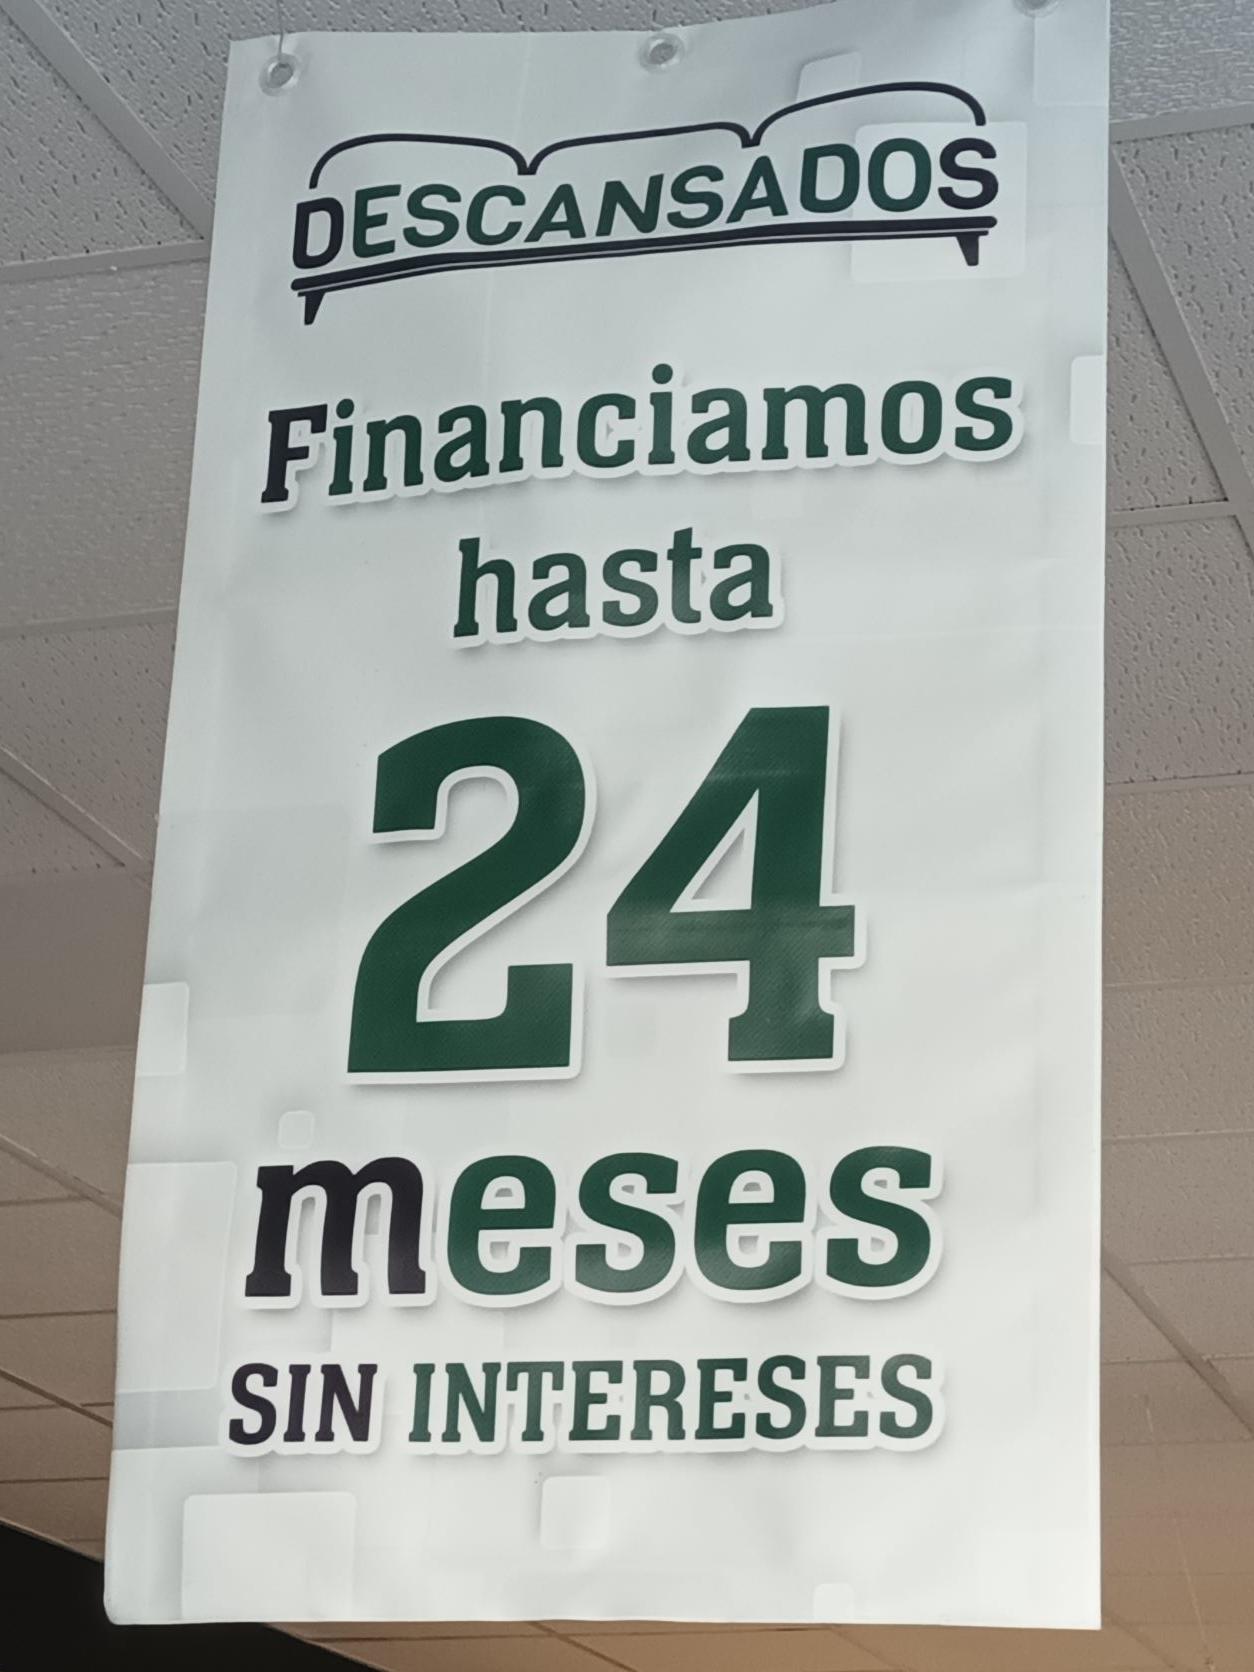 DESCANSADOS
Financiamos
hasta
24
meses
SIN INTERESES